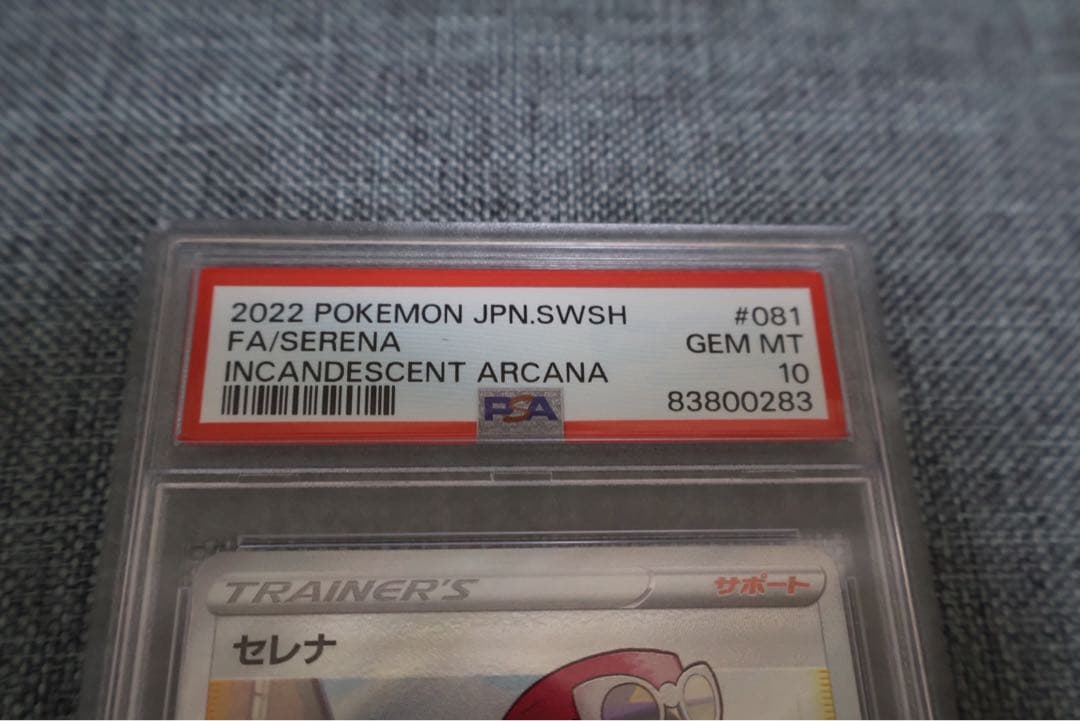 2022 POKEMON JPN.SWSH #081
FA/SERENA GEM MT
INCANDESCENT ARCANA 10
PSA 83800283
TRAINER'S サポート
セレナ